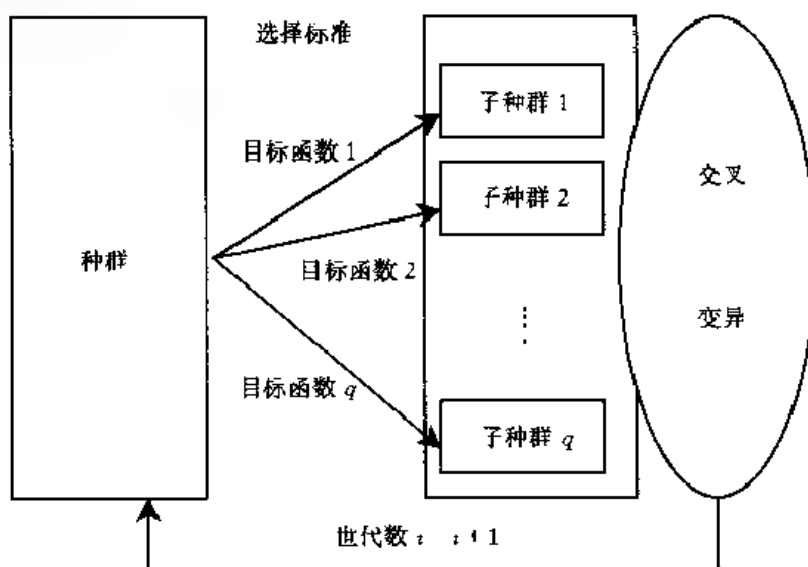 选择标准
子种群 1
目标函数 1
子种群 2
交叉
种群
目标函数 2
⋮
变异
目标函数 q
子种群 q
世代数